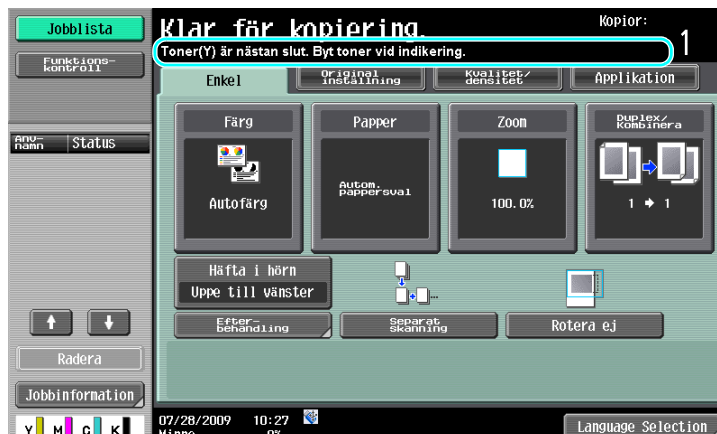 Jobblista
Klar för kopiering.
Kopior:
1
Toner(Y) är nästan slut. Byt toner vid indikering.
Funktions-
kontroll
Enkel
Original
inställning
Kvalitet/
densitet
Applikation
Anv-
namn
Status
Färg
Papper
Zoom
Duplex/
Kombinera
Autofärg
Autom.
pappersval
100.0%
1 → 1
Häfta i hörn
Uppe till vänster
Efter-
behandling
Separat
skanning
Rotera ej
Radera
Jobbinformation
Y M C K
07/28/2009 10:27
Minne 0%
Language Selection